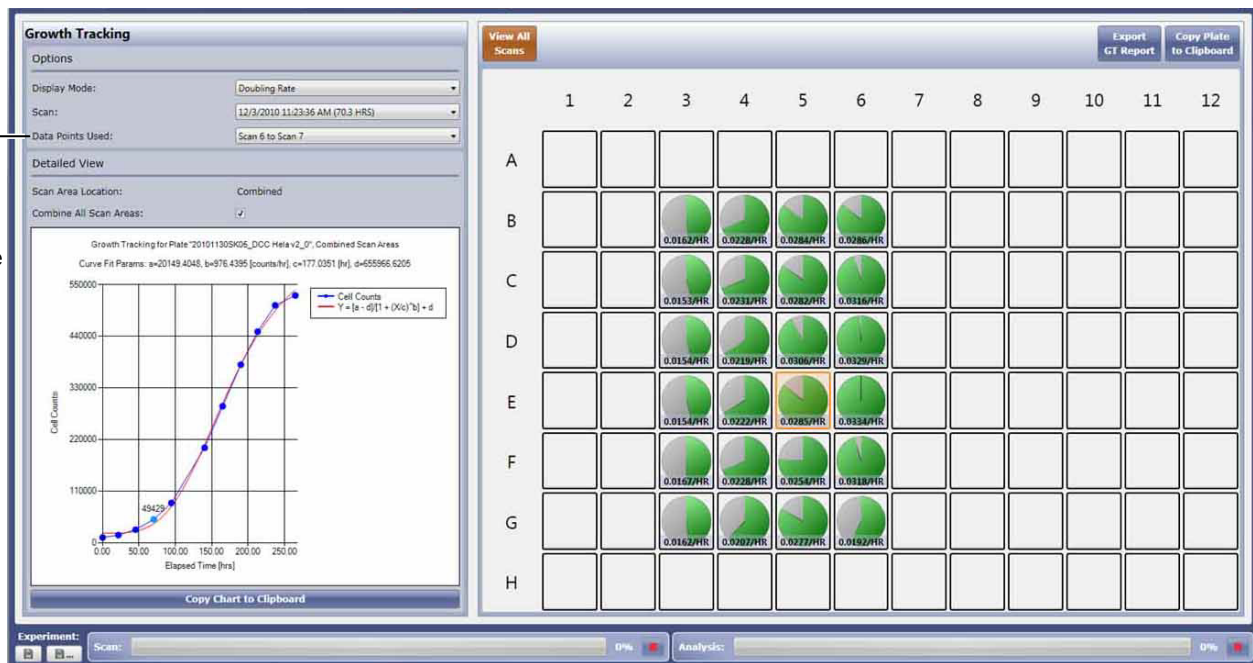 Growth Tracking
Options
Display Mode: Doubling Rate
Scan: 12/3/2010 11:23:36 AM (70.3 HRS)
Data Points Used: Scan 6 to Scan 7
Detailed View
Scan Area Location: Combined
Combine All Scan Areas:
Growth Tracking for Plate "20101130SK06_DCC Hela v2_0", Combined Scan Areas
Curve Fit Params: a=20149.4048, b=976.4395 [counts/hr], c=177.0351 [hr], d=655966.6205
550000
440000
330000
220000
110000
0
Cell Counts
49429
Cell Counts
Y = [a - d]/[1 + (X/c)^b] + d
0.00 50.00 100.00 150.00 200.00 250.00
Elapsed Time [hrs]
Copy Chart to Clipboard
View All
Scans
Export
GT Report
Copy Plate
to Clipboard
1 2 3 4 5 6 7 8 9 10 11 12
A
B
0.0162/HR 0.0228/HR 0.0284/HR 0.0286/HR
C
0.0153/HR 0.0231/HR 0.0282/HR 0.0316/HR
D
0.0154/HR 0.0219/HR 0.0306/HR 0.0329/HR
E
0.0154/HR 0.0222/HR 0.0285/HR 0.0334/HR
F
0.0167/HR 0.0228/HR 0.0254/HR 0.0318/HR
G
0.0162/HR 0.0207/HR 0.0277/HR 0.0192/HR
H
Experiment:
Scan: 0%
Analysis: 0%